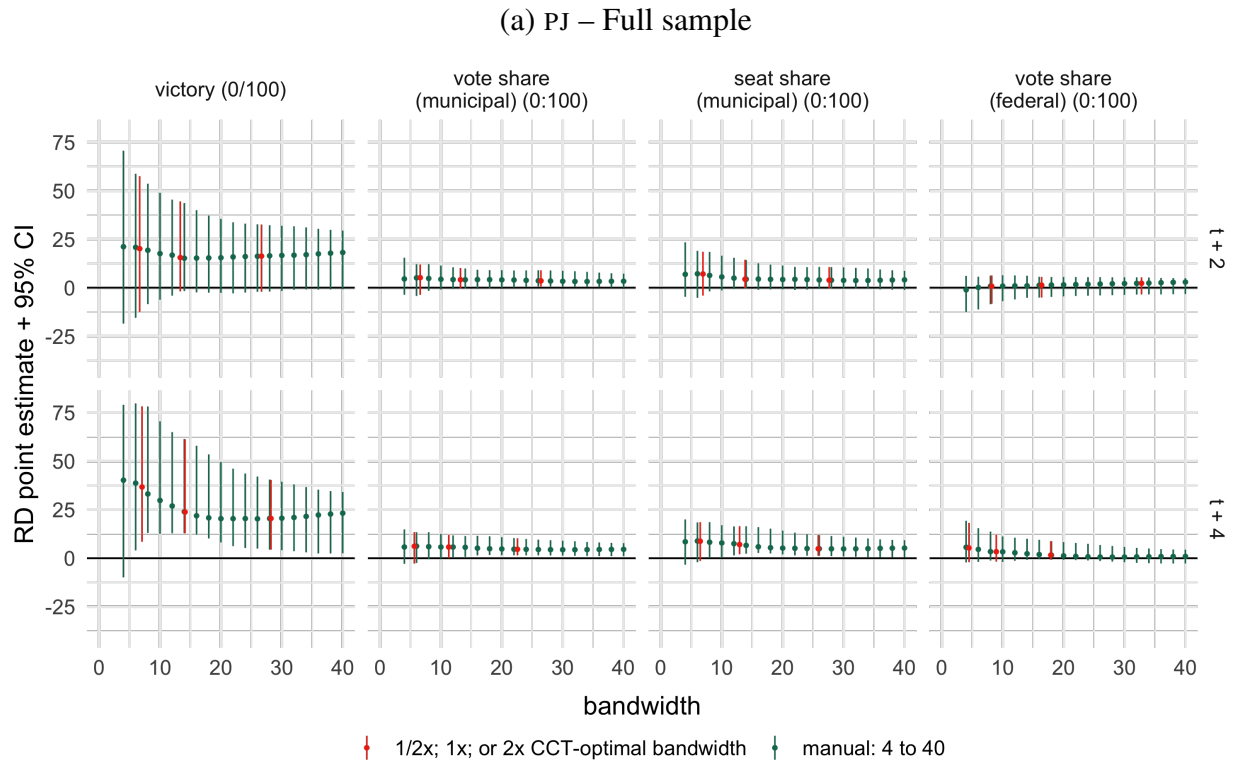 (a) PJ – Full sample
victory (0/100)
vote share
(municipal) (0:100)
seat share
(municipal) (0:100)
vote share
(federal) (0:100)
RD point estimate + 95% CI
75
50
25
0
-25
t + 2
75
50
25
0
-25
t + 4
0 10 20 30 40
0 10 20 30 40
0 10 20 30 40
0 10 20 30 40
bandwidth
1/2x; 1x; or 2x CCT-optimal bandwidth
manual: 4 to 40